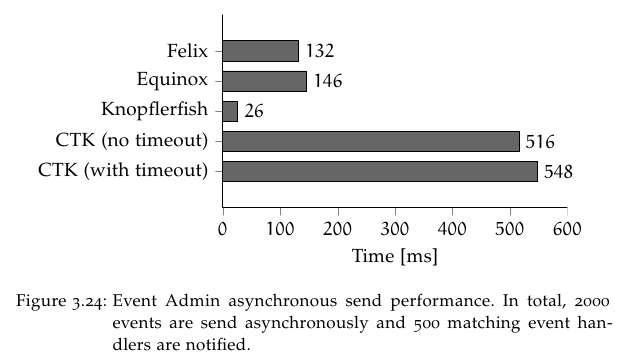 Felix 132
Equinox 146
Knopflerfish 26
CTK (no timeout) 516
CTK (with timeout) 548
0 100 200 300 400 500 600
Time [ms]
Figure 3.24: Event Admin asynchronous send performance. In total, 2000
events are send asynchronously and 500 matching event han-
dlers are notified.